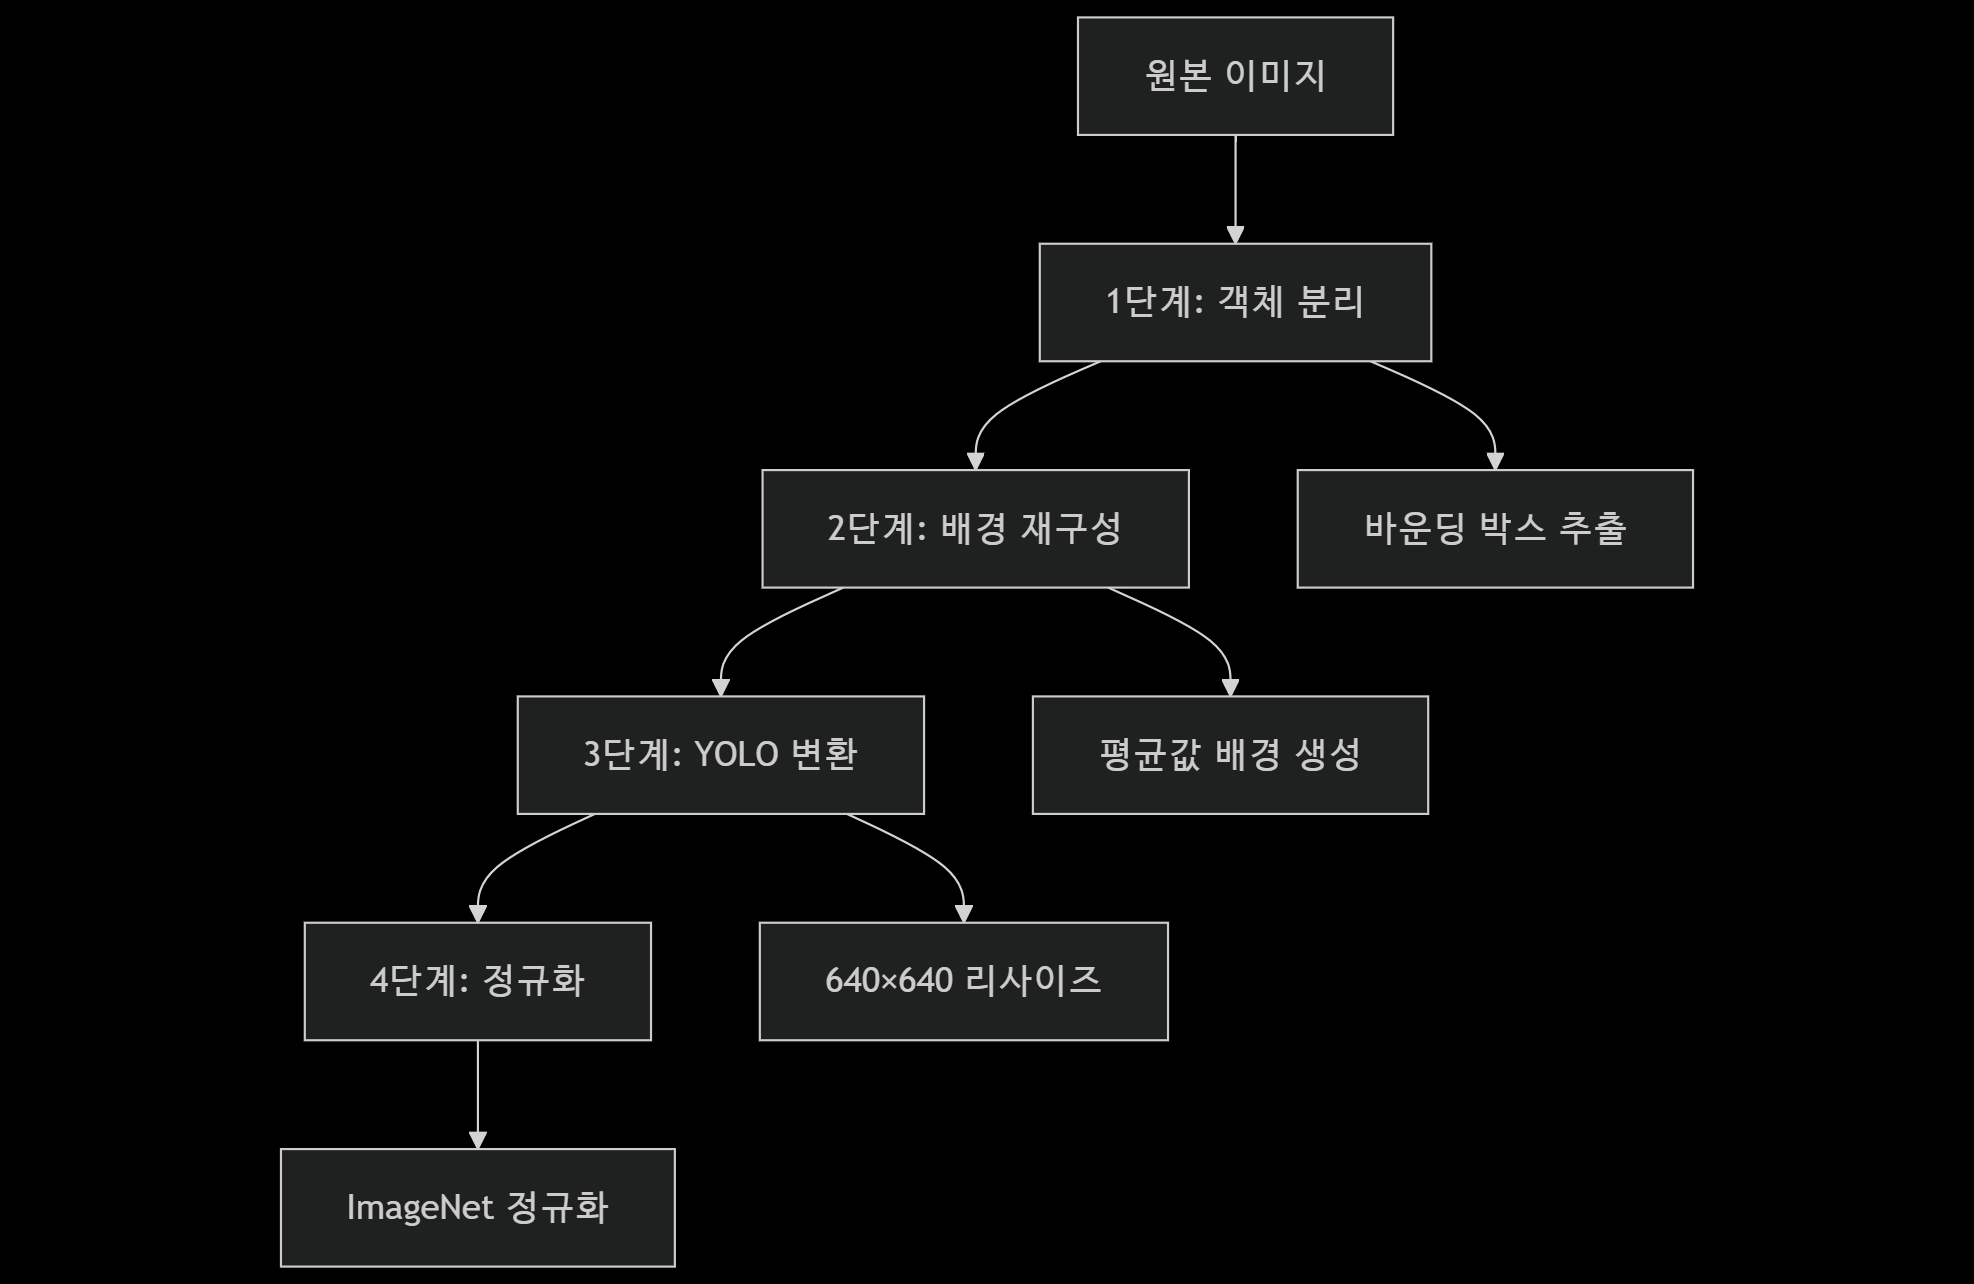 원본 이미지
1단계: 객체 분리
2단계: 배경 재구성
바운딩 박스 추출
3단계: YOLO 변환
평균값 배경 생성
4단계: 정규화
640×640 리사이즈
ImageNet 정규화